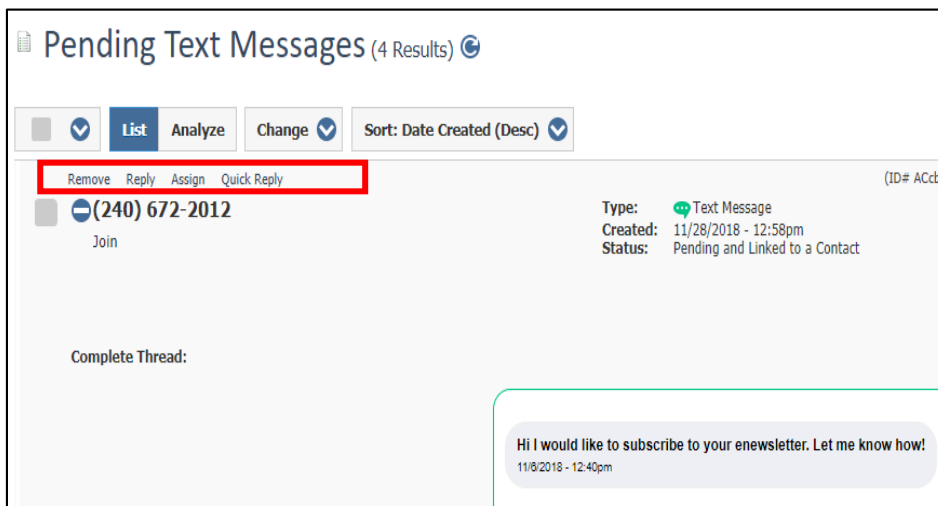 Pending Text Messages (4 Results)
List Analyze Change Sort: Date Created (Desc)
Remove Reply Assign Quick Reply
(240) 672-2012
Join
Type: Text Message
Created: 11/28/2018 - 12:58pm
Status: Pending and Linked to a Contact
Complete Thread:
Hi I would like to subscribe to your enewsletter. Let me know how!
11/6/2018 - 12:40pm